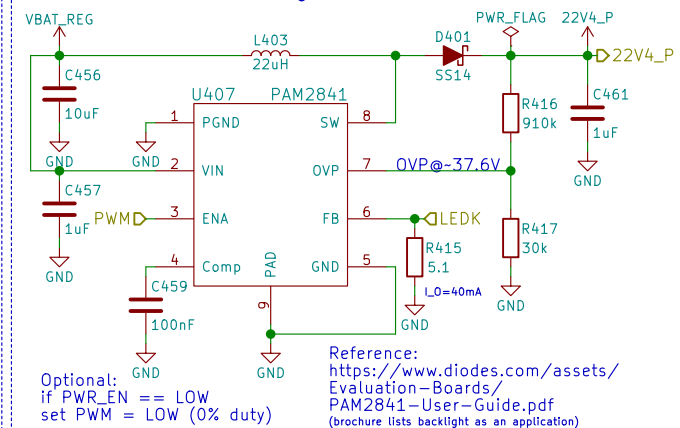 VBAT_REG
PWR_FLAG
22V4_P
L403
22uH
D401
SS14
22V4_P
C456
10uF
GND
U407
PAM2841
R416
910k
C461
1uF
GND
1
PGND
SW
8
GND
2
VIN
OVP
7
OVP@~37.6V
C457
1uF
GND
PWM
3
ENA
FB
6
LEDK
R415
5.1
R417
30k
GND
4
Comp
PAD
GND
5
9
I_O=40mA
GND
C459
100nF
GND
GND
Optional:
if PWR_EN == LOW
set PWM = LOW (0% duty)
Reference:
https://www.diodes.com/assets/
Evaluation-Boards/
PAM2841-User-Guide.pdf
(brochure lists backlight as an application)